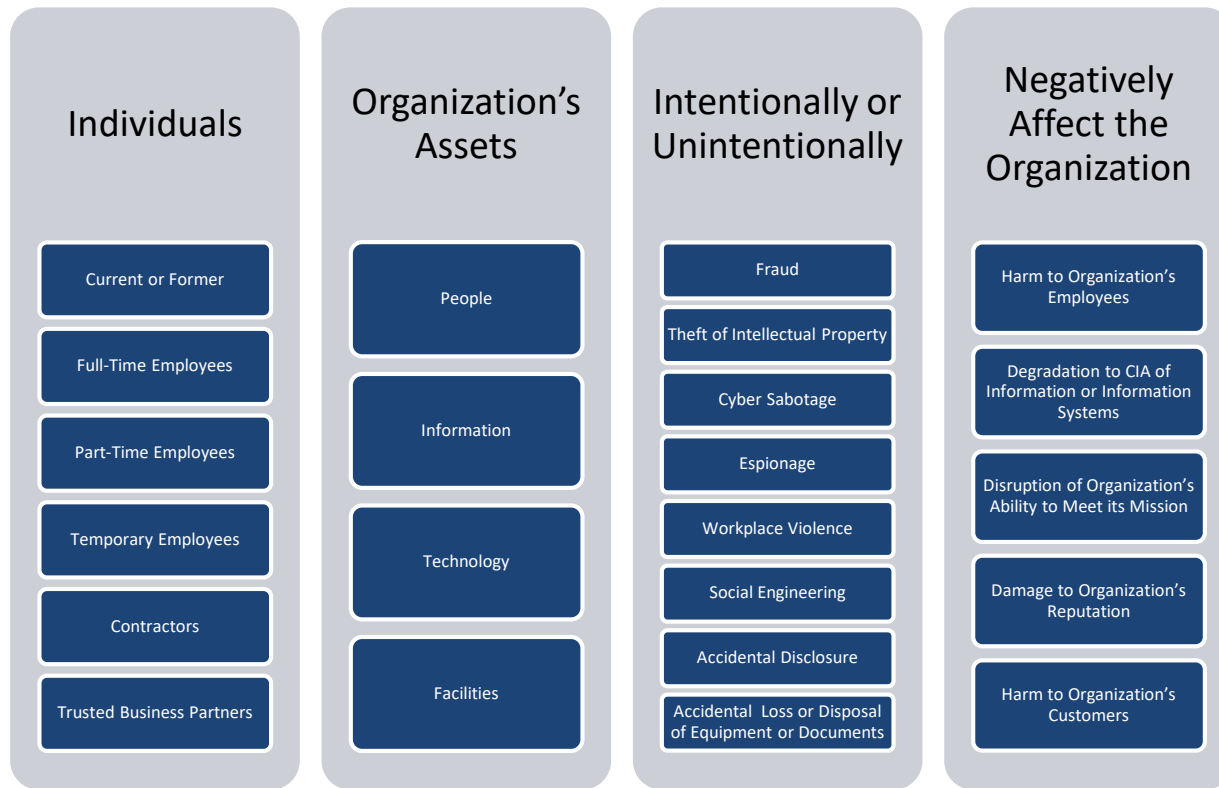 Individuals
Current or Former
Full-Time Employees
Part-Time Employees
Temporary Employees
Contractors
Trusted Business Partners
Organization’s
Assets
People
Information
Technology
Facilities
Intentionally or
Unintentionally
Fraud
Theft of Intellectual Property
Cyber Sabotage
Espionage
Workplace Violence
Social Engineering
Accidental Disclosure
Accidental Loss or Disposal
of Equipment or Documents
Negatively
Affect the
Organization
Harm to Organization’s
Employees
Degradation to CIA of
Information or Information
Systems
Disruption of Organization’s
Ability to Meet its Mission
Damage to Organization’s
Reputation
Harm to Organization’s
Customers